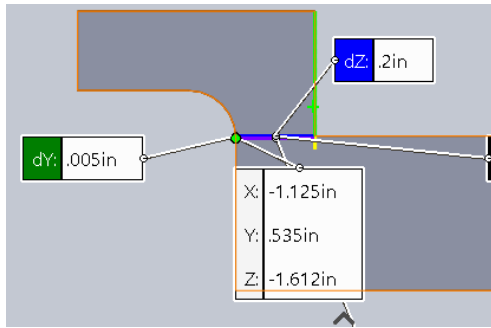 dZ: .2in
dY: .005in
X: -1.125in
Y: .535in
Z: -1.612in